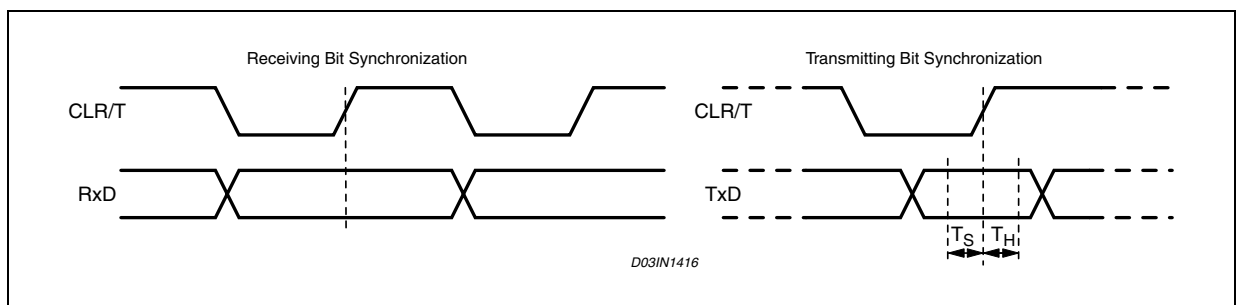 Receiving Bit Synchronization
CLR/T
RxD
Transmitting Bit Synchronization
CLR/T
TxD
TS TH
D03IN1416